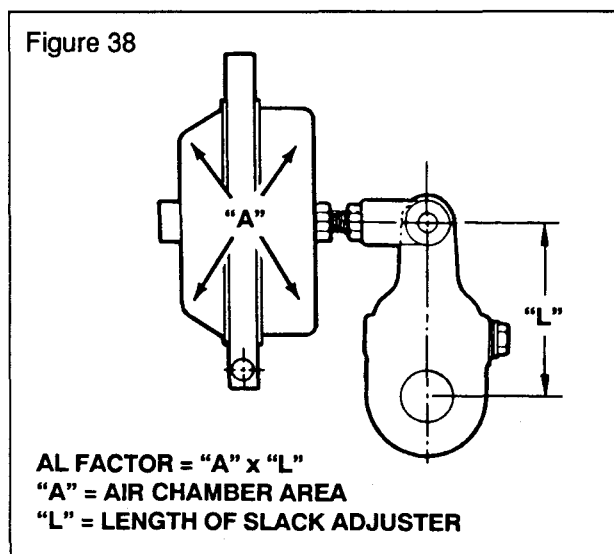 Figure 38
“A”
“L”
AL FACTOR = “A” x “L”
“A” = AIR CHAMBER AREA
“L” = LENGTH OF SLACK ADJUSTER